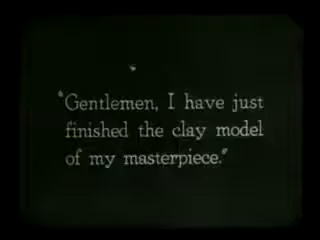 "Gentlemen, I have just
finished the clay model
of my masterpiece."